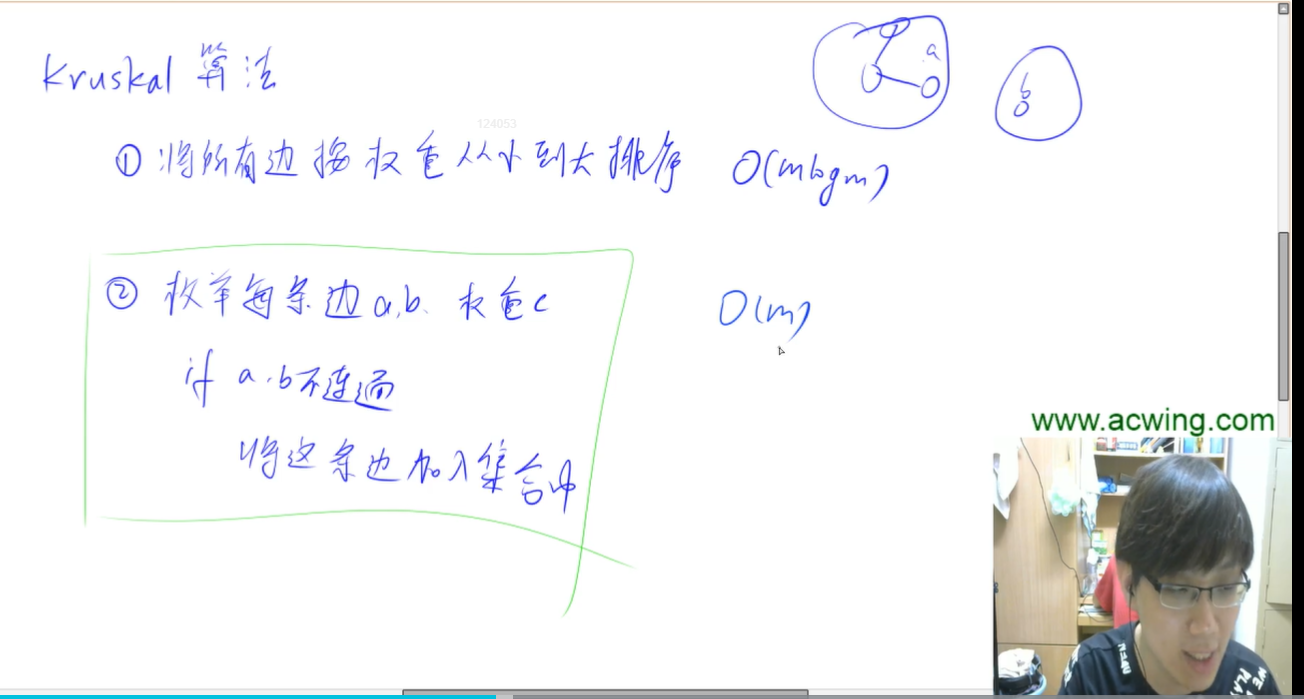 Kruskal 算法
a
b
124053
① 将所有边按权重从小到大排序 O(mlogm)
② 枚举每条边a,b、权重c O(m)
if a.b不连通
将这条边加入集合中
www.acwing.com